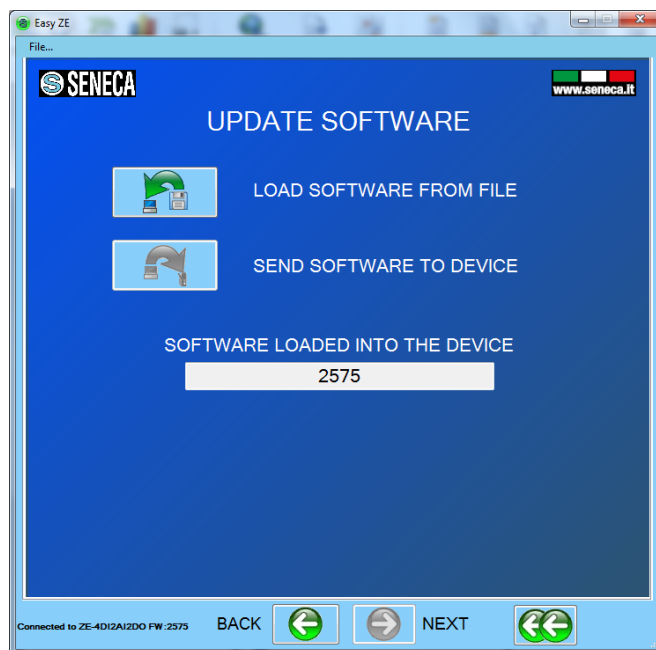 Easy ZE
File...
SENECA
www.seneca.it
UPDATE SOFTWARE
LOAD SOFTWARE FROM FILE
SEND SOFTWARE TO DEVICE
SOFTWARE LOADED INTO THE DEVICE
2575
Connected to ZE-4DI2AI2DO FW:2575
BACK
NEXT